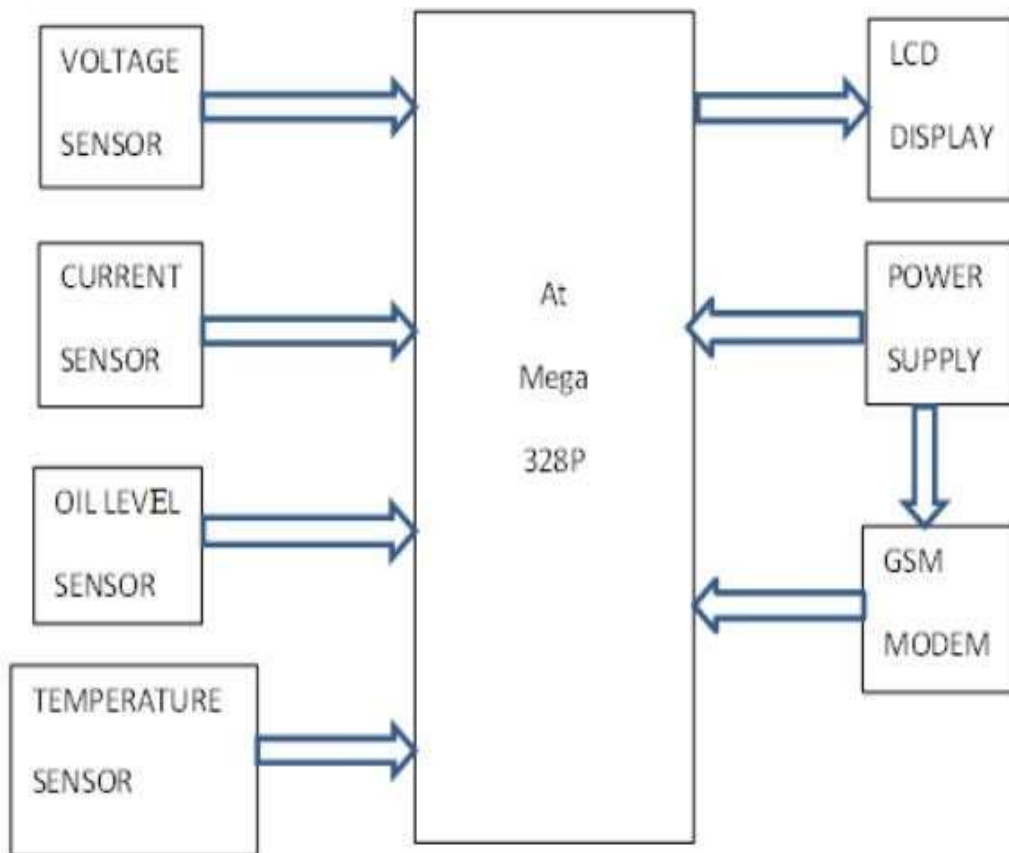 VOLTAGE
SENSOR
CURRENT
SENSOR
OIL LEVEL
SENSOR
TEMPERATURE
SENSOR
At
Mega
328P
LCD
DISPLAY
POWER
SUPPLY
GSM
MODEM